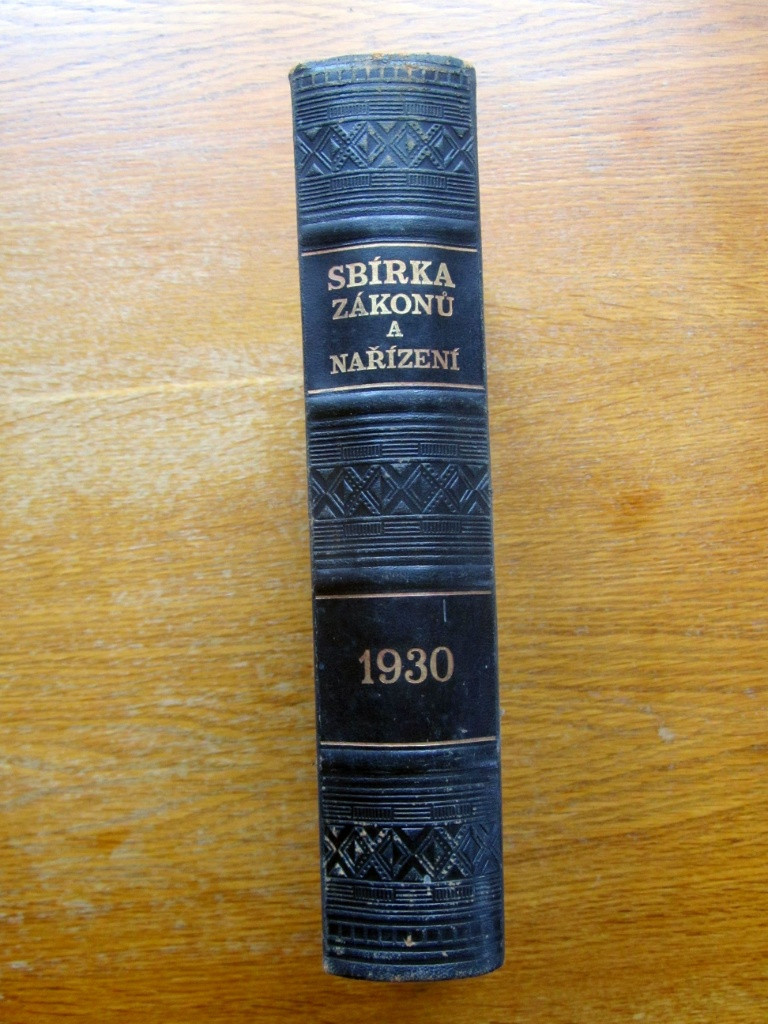 SBÍRKA
ZÁKONŮ
A
NAŘÍZENÍ
1930